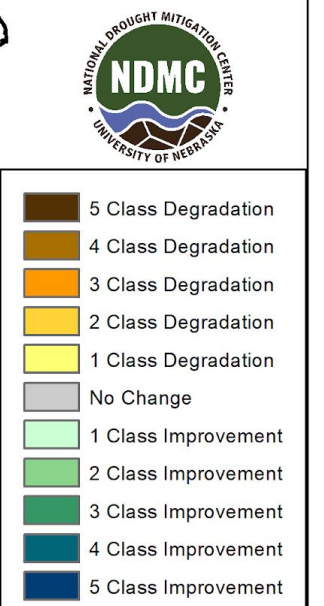 NATIONAL DROUGHT MITIGATION CENTER
NDMC
UNIVERSITY OF NEBRASKA
5 Class Degradation
4 Class Degradation
3 Class Degradation
2 Class Degradation
1 Class Degradation
No Change
1 Class Improvement
2 Class Improvement
3 Class Improvement
4 Class Improvement
5 Class Improvement